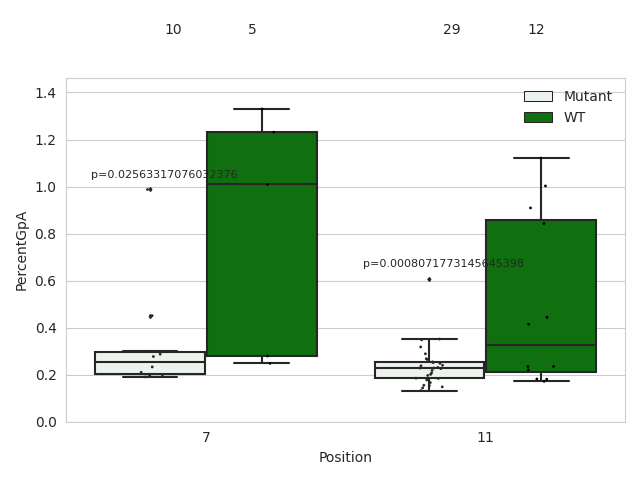 10 5 29 12
1.4
1.2
1.0
0.8
0.6
0.4
0.2
0.0
PercentGpA
Mutant
WT
p=0.02563317076032376
p=0.0008071773145645398
7 11
Position